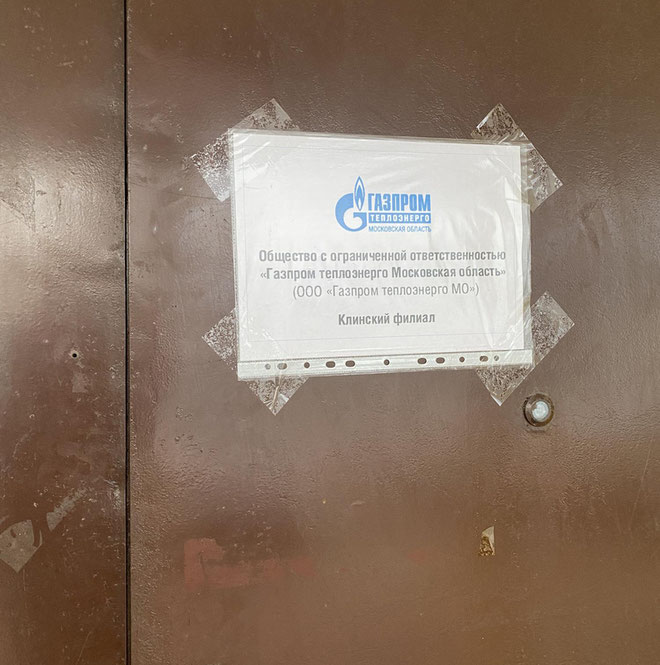 ГАЗПРОМ
ТЕПЛОЭНЕРГО
МОСКОВСКАЯ ОБЛАСТЬ
Общество с ограниченной ответственностью
«Газпром теплоэнерго Московская область»
(ООО «Газпром теплоэнерго МО»)
Клинский филиал